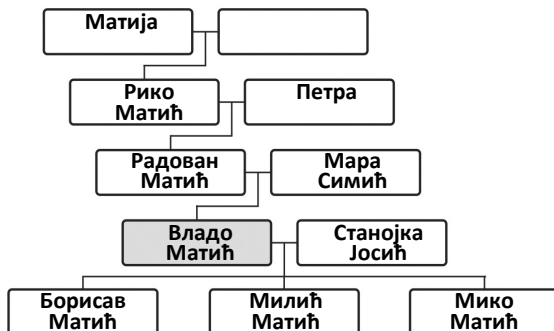 Матија
Рико
Матић
Петра
Радован
Матић
Мара
Симић
Владо
Матић
Станојка
Јосић
Борисав
Матић
Милић
Матић
Мико
Матић